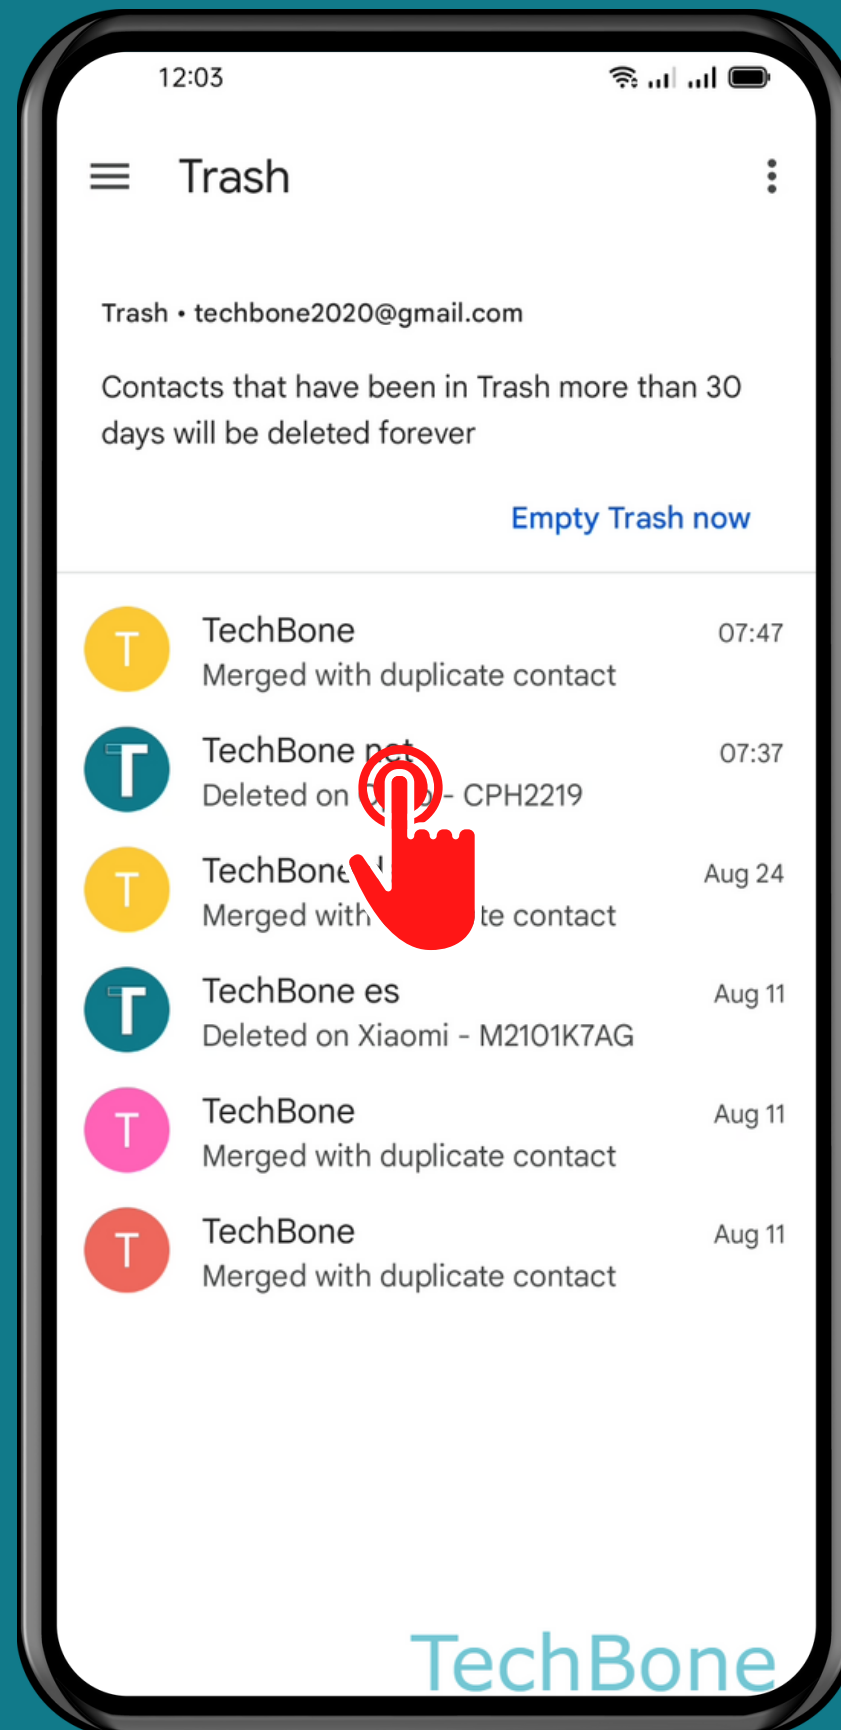 12:03
Trash
Trash • techbone2020@gmail.com
Contacts that have been in Trash more than 30
days will be deleted forever
Empty Trash now
T
TechBone
07:47
Merged with duplicate contact
T
TechBone net
07:37
Deleted on - CPH2219
T
TechBone
Aug 24
Merged with contact
T
TechBone es
Aug 11
Deleted on Xiaomi - M2101K7AG
T
TechBone
Aug 11
Merged with duplicate contact
T
TechBone
Aug 11
Merged with duplicate contact
TechBone